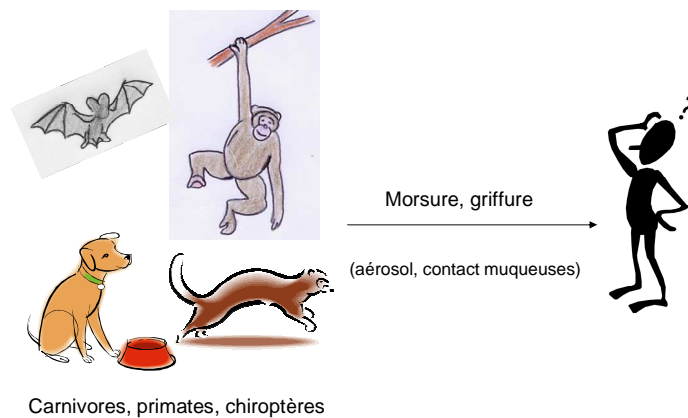 Morsure, griffure
(aérosol, contact muqueuses)
Carnivores, primates, chiroptères